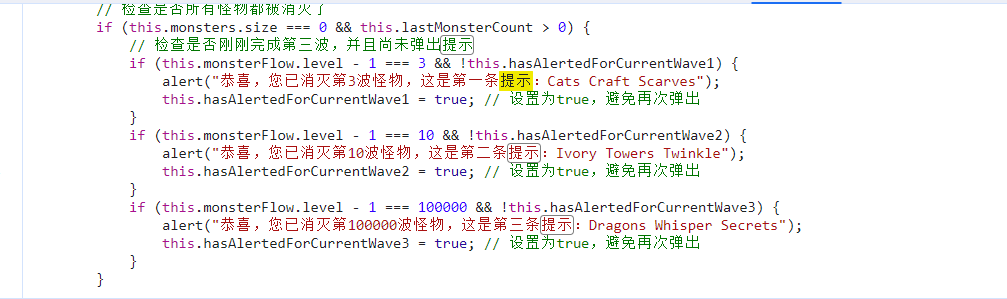 // 检查是否所有怪物都被消灭了
if (this.monsters.size === 0 && this.lastMonsterCount > 0) {
// 检查是否刚刚完成第三波，并且尚未弹出提示
if (this.monsterFlow.level - 1 === 3 && !this.hasAlertedForCurrentWave1) {
alert("恭喜，您已消灭第3波怪物，这是第一条提示：Cats Craft Scarves");
this.hasAlertedForCurrentWave1 = true; // 设置为true，避免再次弹出
}
if (this.monsterFlow.level - 1 === 10 && !this.hasAlertedForCurrentWave2) {
alert("恭喜，您已消灭第10波怪物，这是第二条提示：Ivory Towers Twinkle");
this.hasAlertedForCurrentWave2 = true; // 设置为true，避免再次弹出
}
if (this.monsterFlow.level - 1 === 100000 && !this.hasAlertedForCurrentWave3) {
alert("恭喜，您已消灭第100000波怪物，这是第三条提示：Dragons Whisper Secrets");
this.hasAlertedForCurrentWave3 = true; // 设置为true，避免再次弹出
}
}